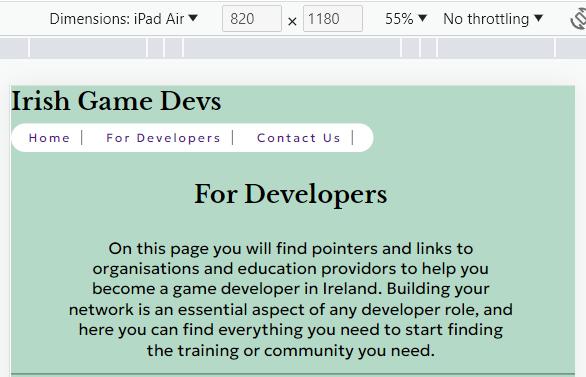 Dimensions: iPad Air ▼ 820 × 1180 55% ▼ No throttling ▼
Irish Game Devs
Home | For Developers | Contact Us |
For Developers
On this page you will find pointers and links to
organisations and education providors to help you
become a game developer in Ireland. Building your
network is an essential aspect of any developer role, and
here you can find everything you need to start finding
the training or community you need.